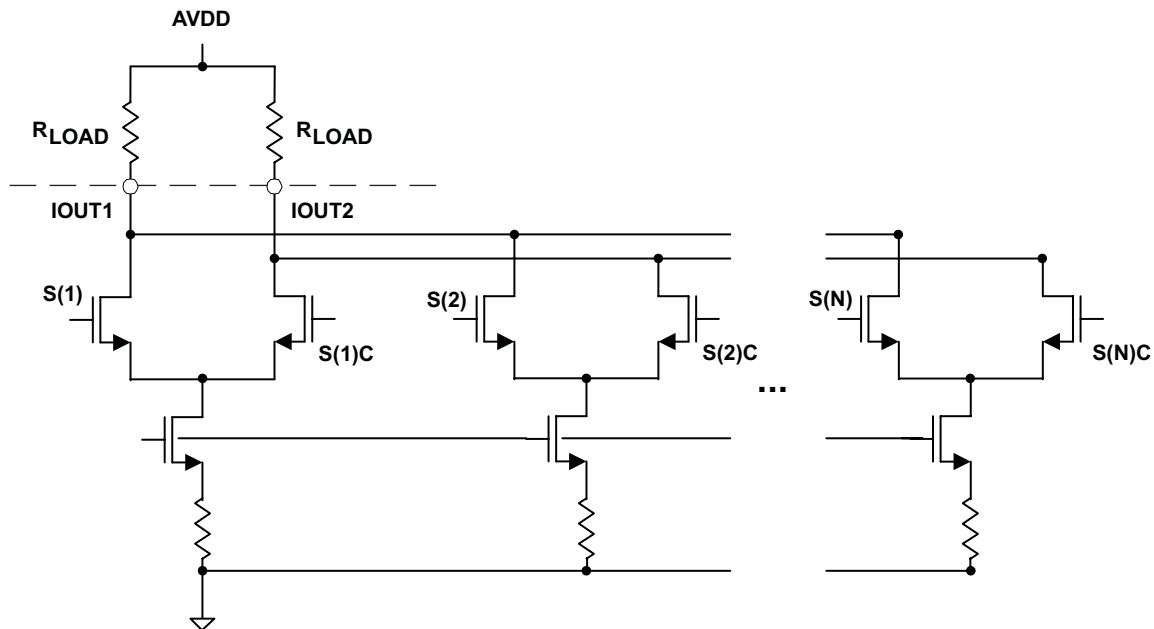 AVDD
RLOAD
RLOAD
IOUT1
IOUT2
S(1)
S(1)C
S(2)
S(2)C
...
S(N)
S(N)C